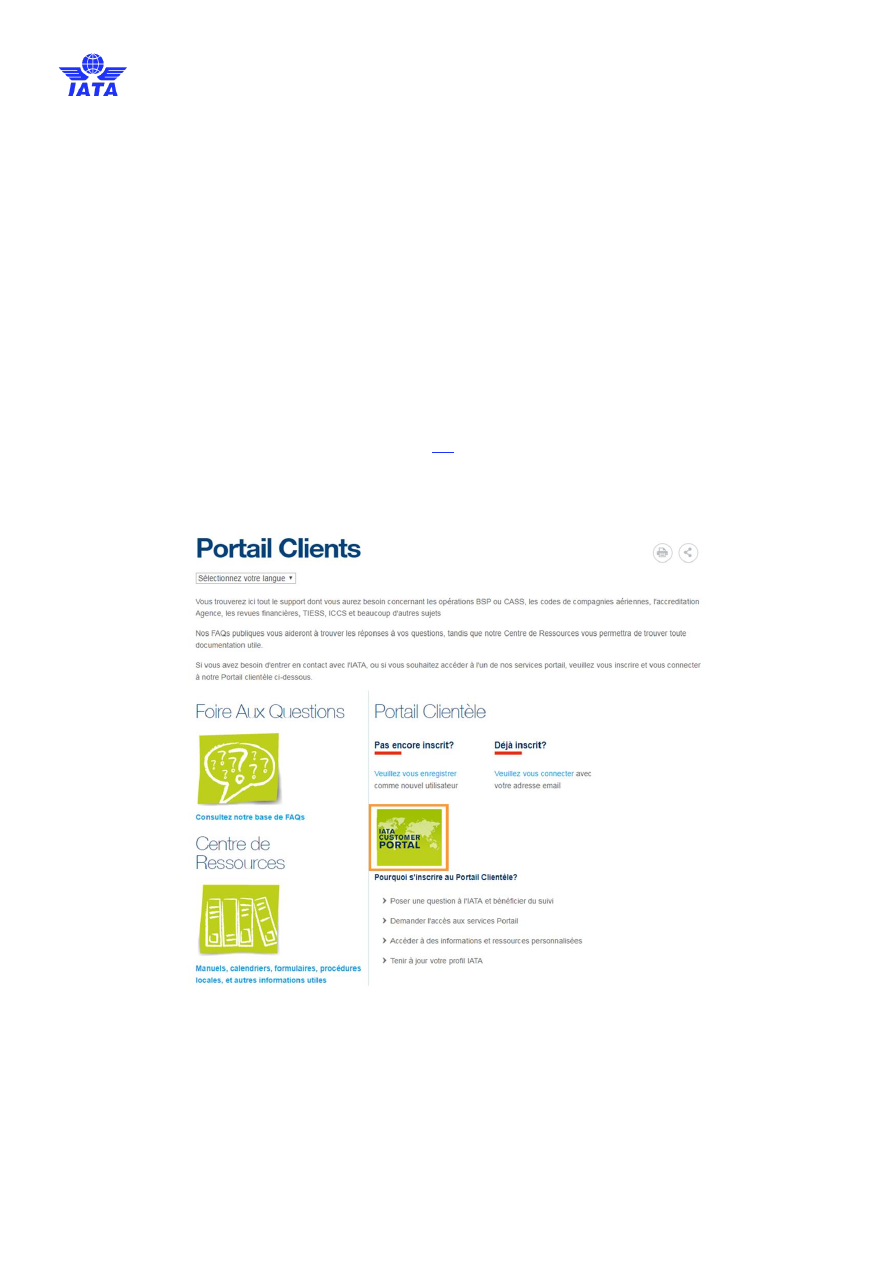 IATA
Portail Clients
Sélectionnez votre langue
Vous trouverez ici tout le support dont vous aurez besoin concernant les opérations BSP ou CASS, les codes de compagnies aériennes, l'accreditation
Agence, les revues financières, TIESS, ICCS et beaucoup d'autres sujets
Nos FAQs publiques vous aideront à trouver les réponses à vos questions, tandis que notre Centre de Ressources vous permettra de trouver toute
documentation utile.
Si vous avez besoin d'entrer en contact avec l'IATA, ou si vous souhaitez accéder à l'un de nos services portail, veuillez vous inscrire et vous connecter
à notre Portail clientèle ci-dessous.
Foire Aux Questions
Consultez notre base de FAQs
Centre de
Ressources
Manuels, calendriers, formulaires, procédures
locales, et autres informations utiles
Portail Clientèle
Pas encore inscrit?
Veuillez vous enregistrer
comme nouvel utilisateur
Déjà inscrit?
Veuillez vous connecter avec
votre adresse email
IATA
CUSTOMER
PORTAL
Pourquoi s'inscrire au Portail Clientèle?
Poser une question à l'IATA et bénéficier du suivi
Demander l'accès aux services Portail
Accéder à des informations et ressources personnalisées
Tenir à jour votre profil IATA